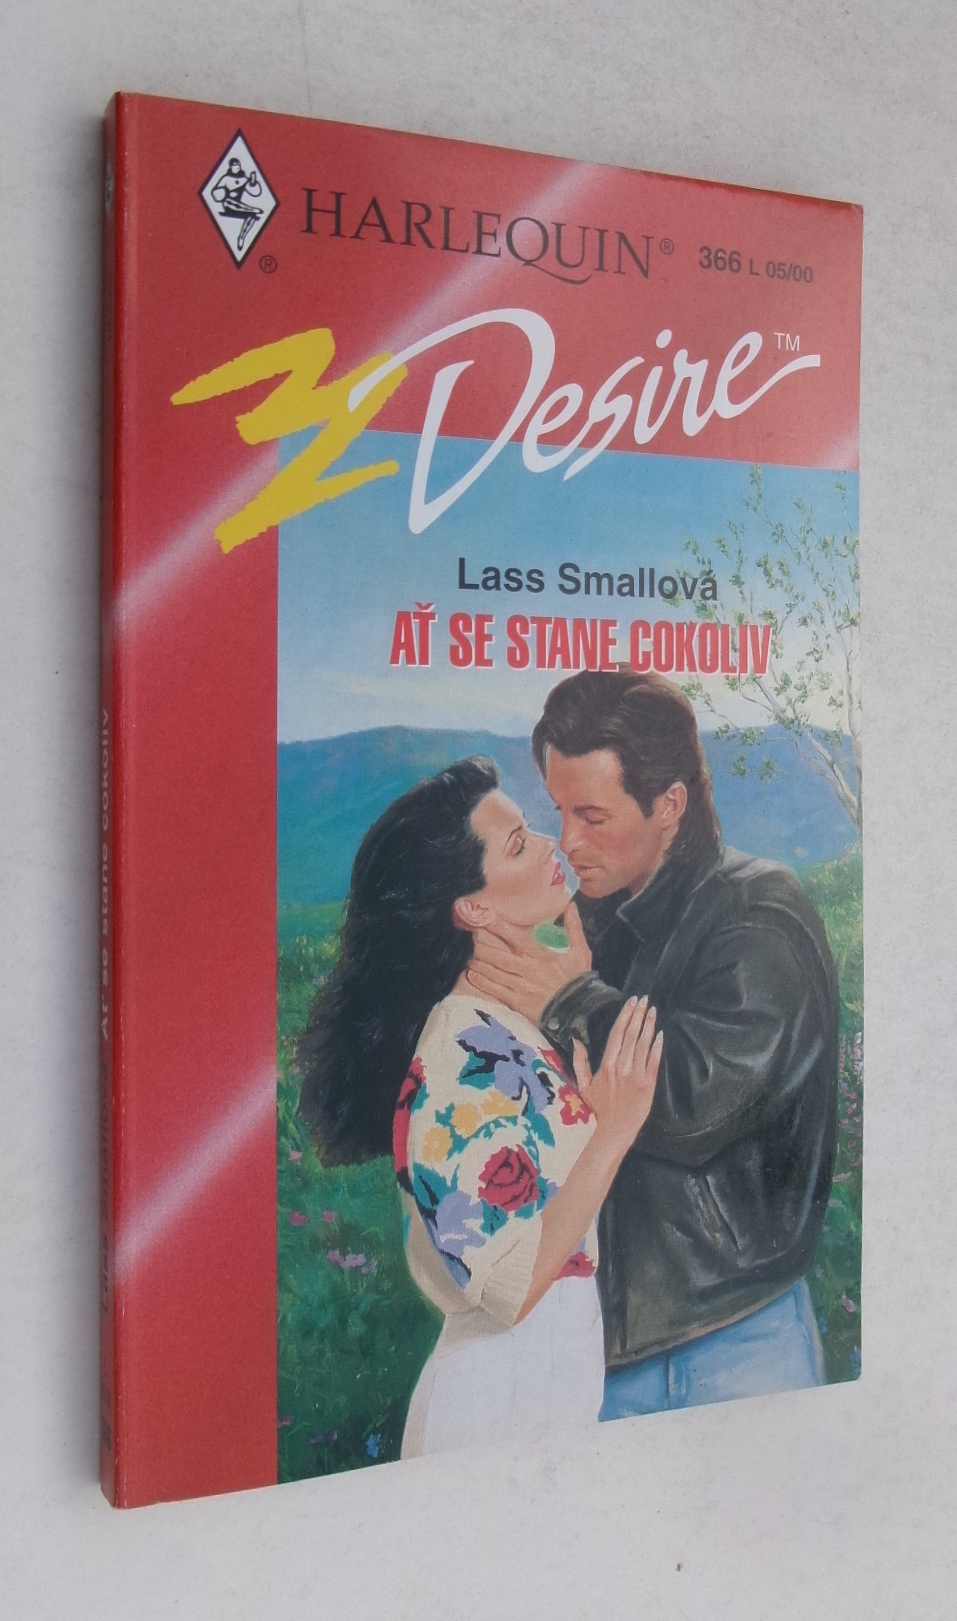 HARLEQUIN®
366 L 05/00
®
Desire™
Lass Smallová
AŤ SE STANE COKOLIV
Ať se stane cokoliv